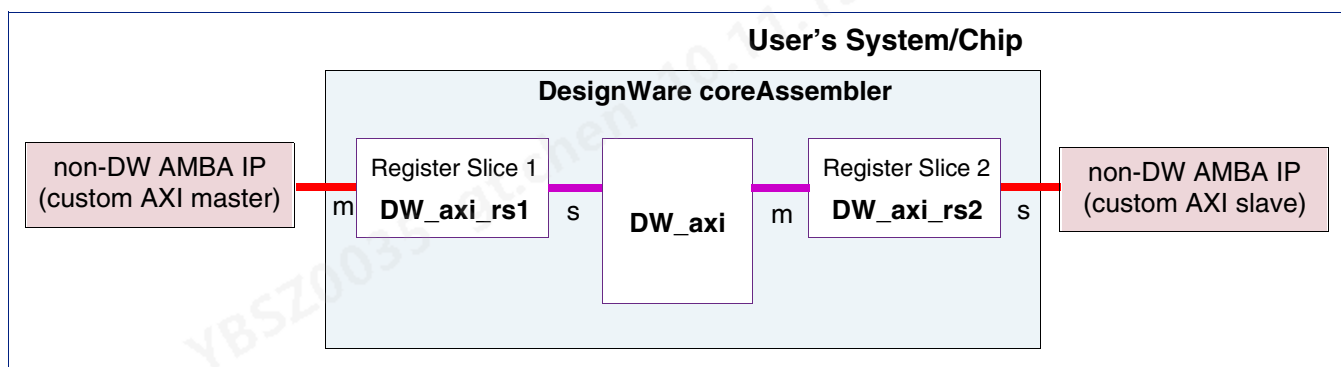 User's System/Chip
DesignWare coreAssembler
non-DW AMBA IP
(custom AXI master)
m
Register Slice 1
DW_axi_rs1
s
DW_axi
m
Register Slice 2
DW_axi_rs2
s
non-DW AMBA IP
(custom AXI slave)